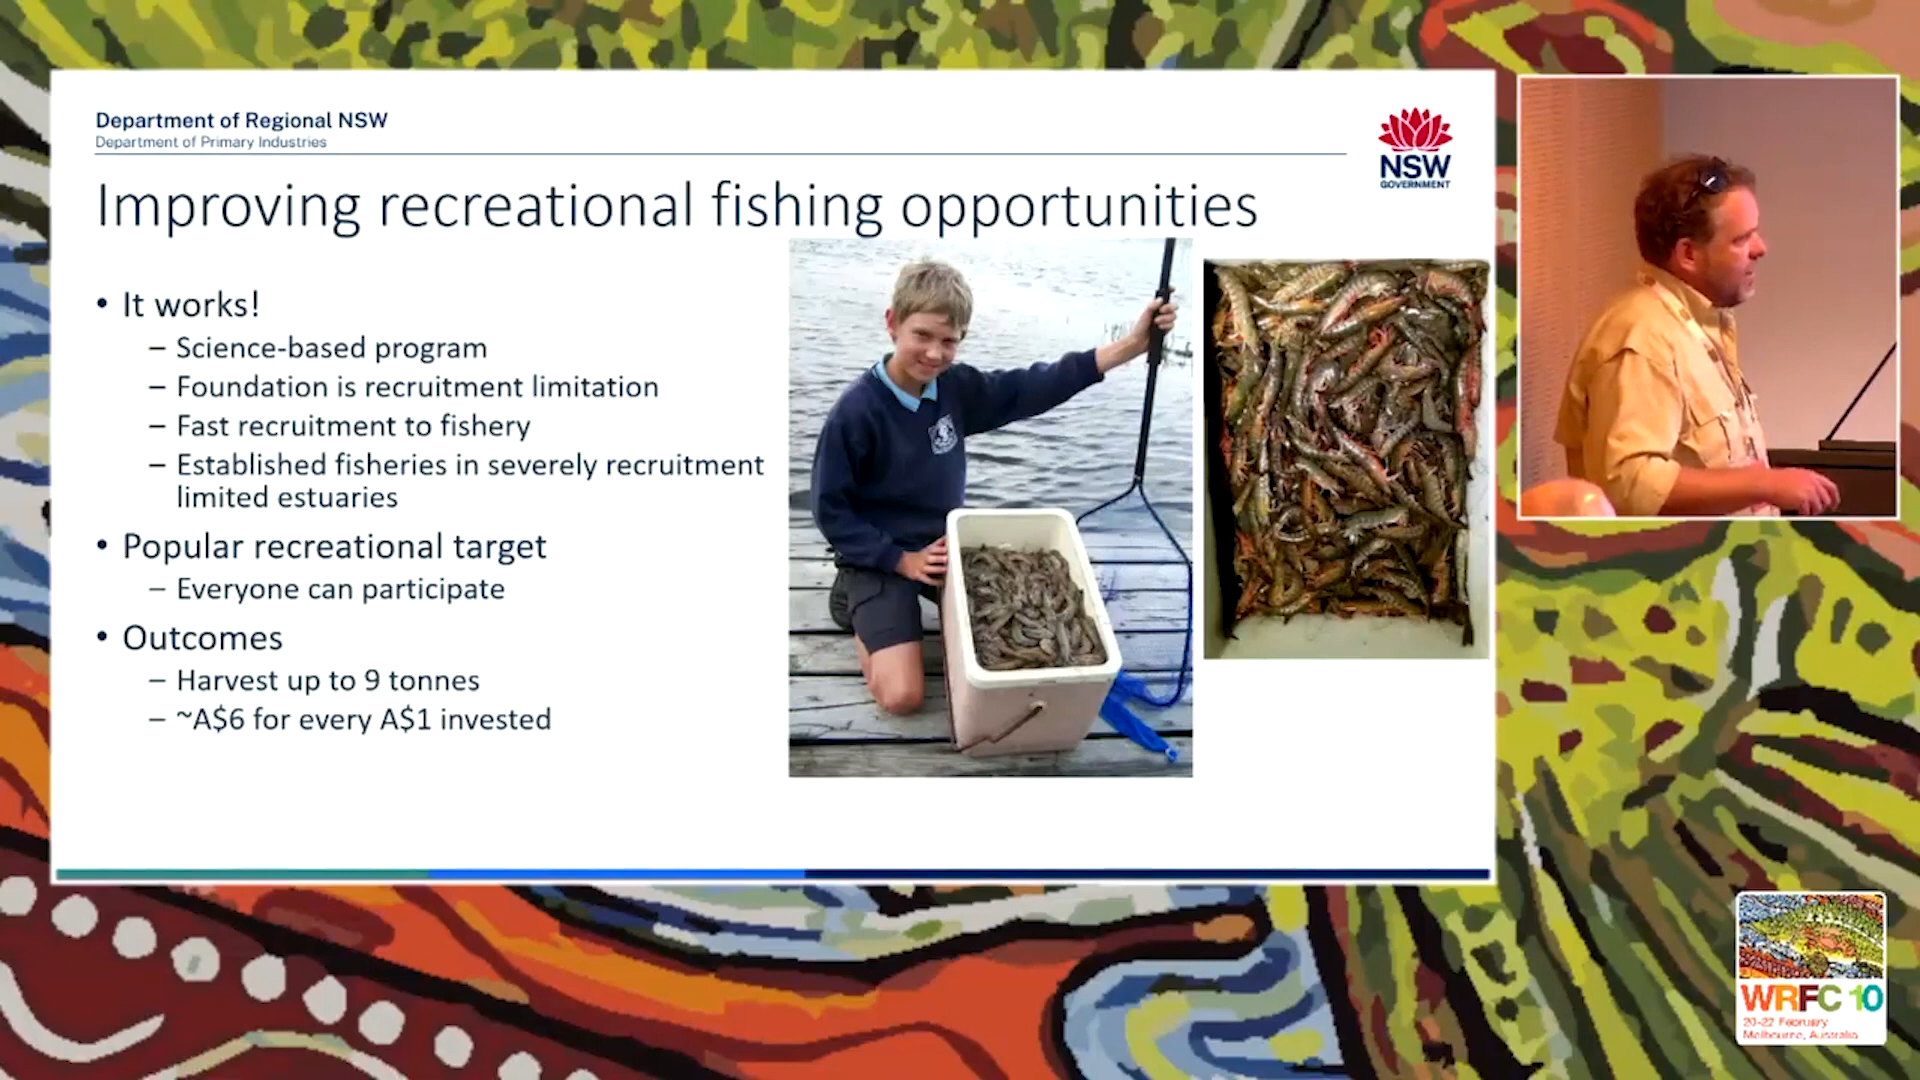 Department of Regional NSW
Department of Primary Industries
NSW
GOVERNMENT
Improving recreational fishing opportunities
• It works!
– Science-based program
– Foundation is recruitment limitation
– Fast recruitment to fishery
– Established fisheries in severely recruitment
limited estuaries
• Popular recreational target
– Everyone can participate
• Outcomes
– Harvest up to 9 tonnes
– ~A$6 for every A$1 invested
WRFC 10
20-22 February
Melbourne, Australia